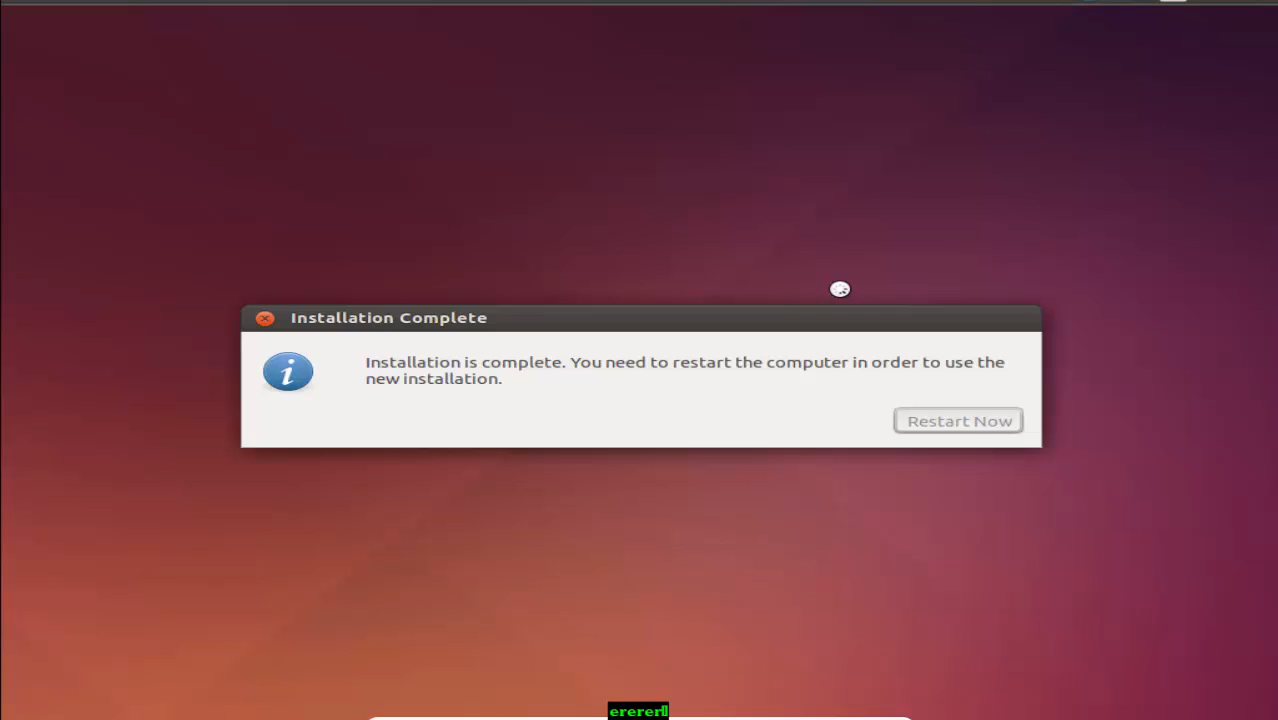 Installation Complete
Installation is complete. You need to restart the computer in order to use the
new installation.
Restart Now
ererer